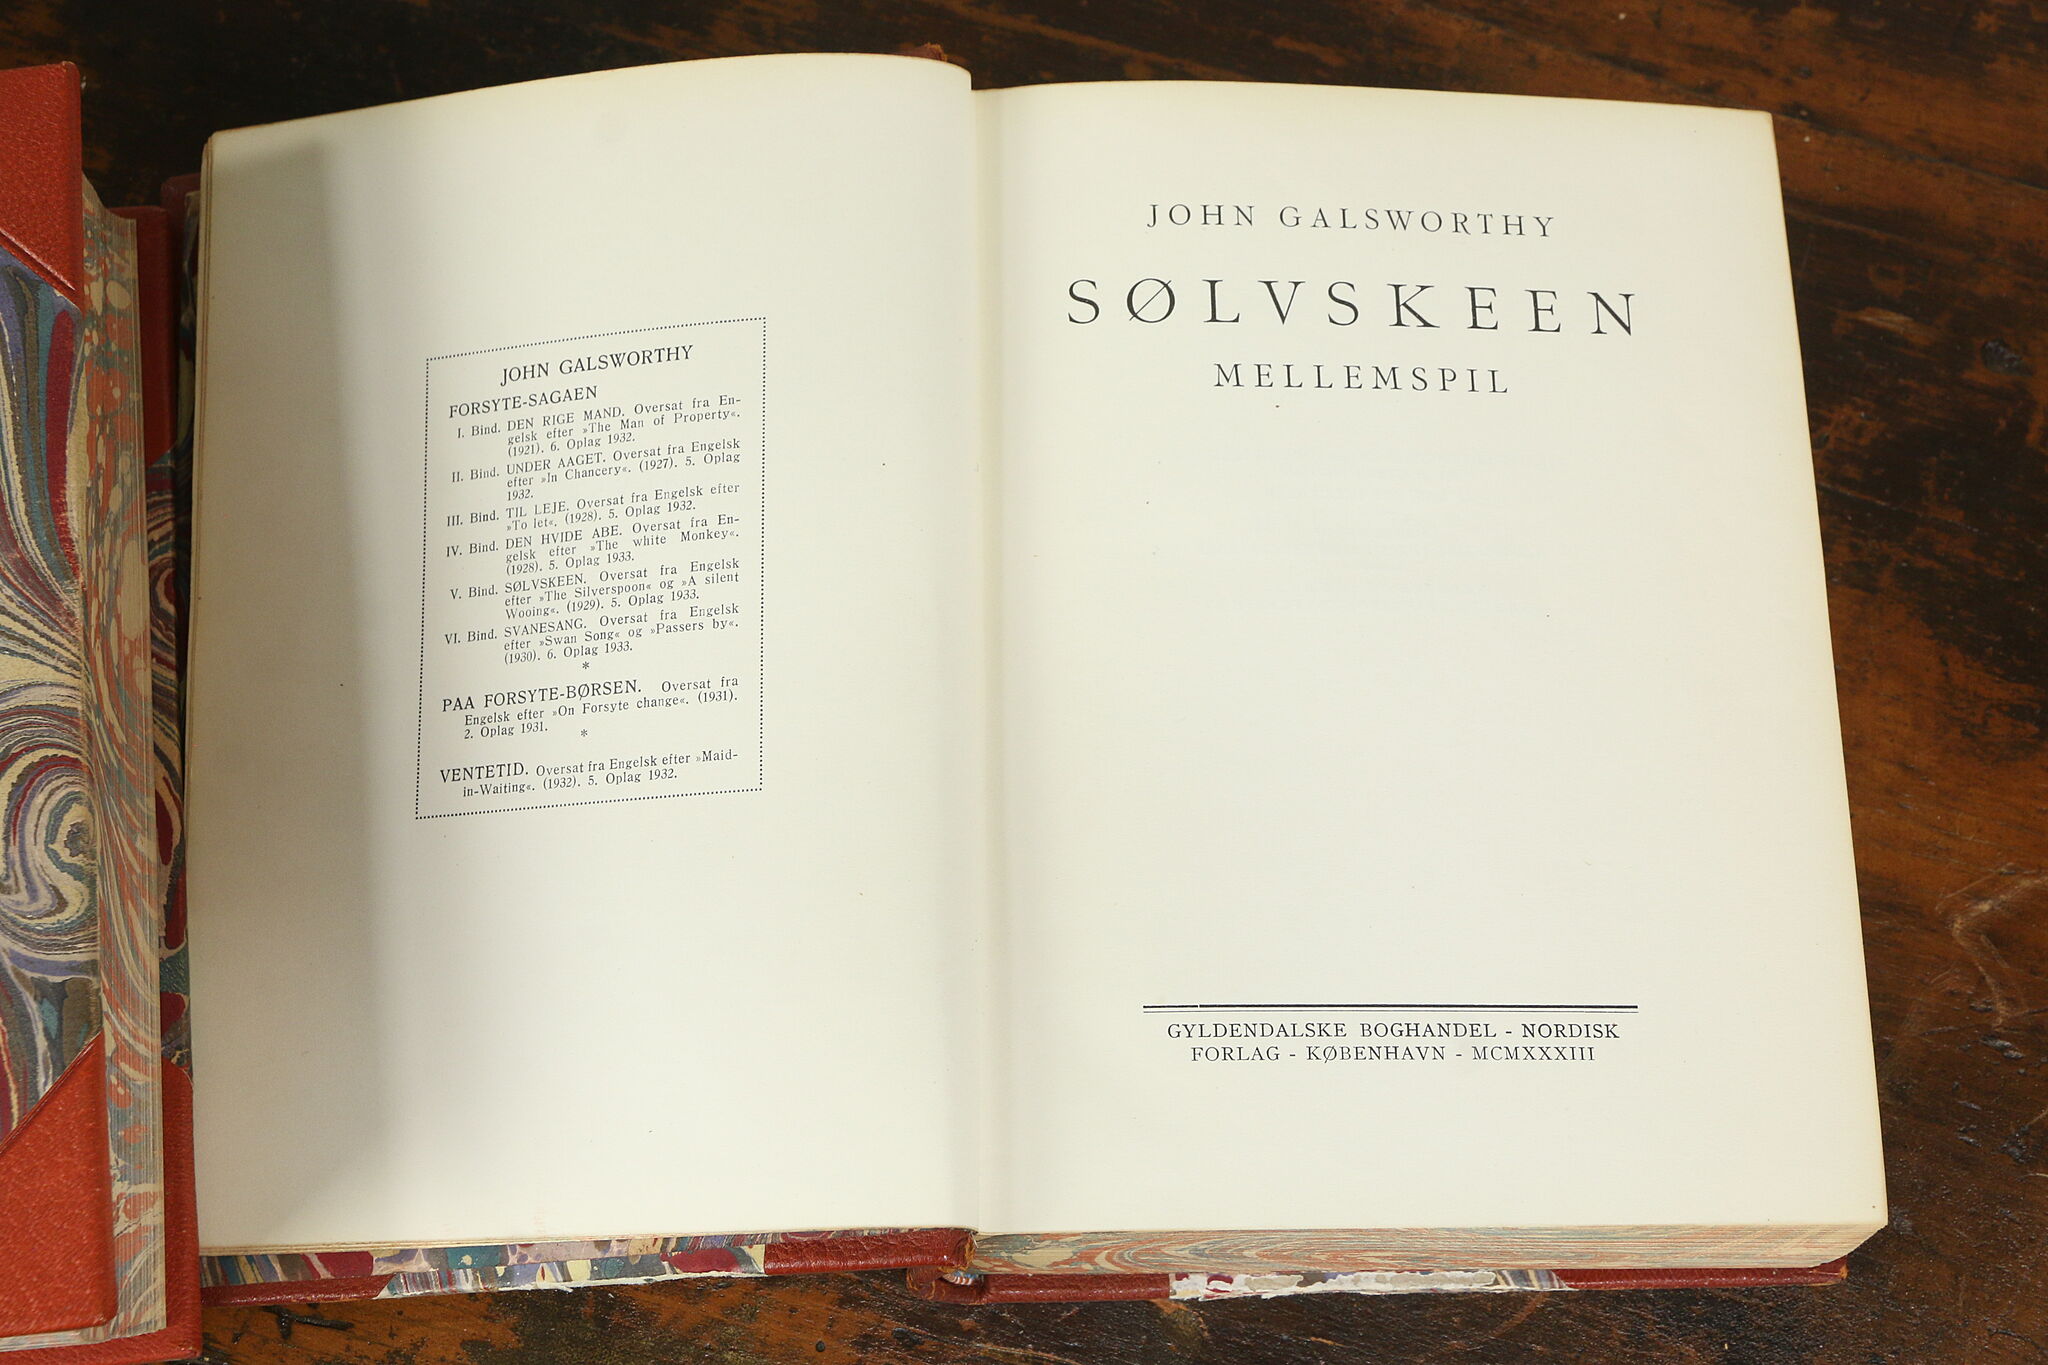 JOHN GALSWORTHY
FORSYTE-SAGAEN
I. Bind. DEN RIGE MAND. Oversat fra En-
gelsk efter »The Man of Property«.
(1921). 6. Oplag 1932.
II. Bind. UNDER AAGET. Oversat fra Engelsk
efter »In Chancery«. (1927). 5. Oplag
1932.
III. Bind. TIL LEJE. Oversat fra Engelsk efter
»To let«. (1928). 5. Oplag 1932.
IV. Bind. DEN HVIDE ABE. Oversat fra En-
gelsk efter »The white Monkey«.
(1928). 5. Oplag 1933.
V. Bind. SØLVSKEEN. Oversat fra Engelsk
efter »The Silverspoon« og »A silent
Wooing«. (1929). 5. Oplag 1933.
VI. Bind. SVANESANG. Oversat fra Engelsk
efter »Swan Song« og »Passers by«.
(1930). 6. Oplag 1933.
*
PAA FORSYTE-BØRSEN. Oversat fra
Engelsk efter »On Forsyte change«. (1931).
2. Oplag 1931.
*
VENTETID. Oversat fra Engelsk efter »Maid-
in-Waiting«. (1932). 5. Oplag 1932.
JOHN GALSWORTHY
SØLVSKEEN
MELLEMSPIL
GYLDENDALSKE BOGHANDEL - NORDISK
FORLAG - KØBENHAVN - MCMXXXIII